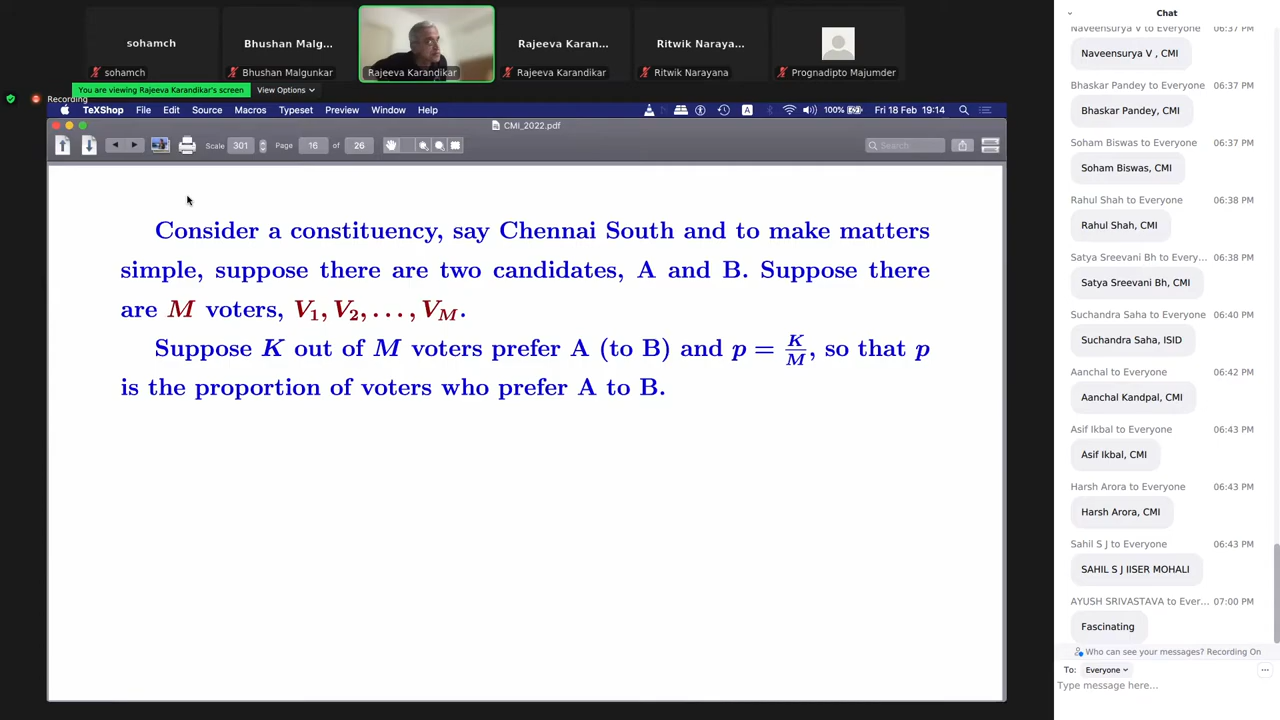 sohamch
Bhushan Malg...
Rajeeva Karan...
Ritwik Naraya...
sohamch
Bhushan Malgunkar
Rajeeva Karandikar
Rajeeva Karandikar
Ritwik Narayana
Prognadipto Majumder
You are viewing Rajeeva Karandikar's screen
View Options
Recording
TeXShop File Edit Source Macros Typeset Preview Window Help
A 100% Fri 18 Feb 19:14
CMI_2022.pdf
Scale 301 Page 16 of 26
Search
Consider a constituency, say Chennai South and to make matters
simple, suppose there are two candidates, A and B. Suppose there
are M voters, V₁, V₂, . . . , V_M.
Suppose K out of M voters prefer A (to B) and p = K/M, so that p
is the proportion of voters who prefer A to B.
Chat
Naveensurya V to Everyone 06:37 PM
Naveensurya V , CMI
Bhaskar Pandey to Everyone 06:37 PM
Bhaskar Pandey, CMI
Soham Biswas to Everyone 06:37 PM
Soham Biswas, CMI
Rahul Shah to Everyone 06:38 PM
Rahul Shah, CMI
Satya Sreevani Bh to Every... 06:38 PM
Satya Sreevani Bh, CMI
Suchandra Saha to Everyone 06:40 PM
Suchandra Saha, ISID
Aanchal to Everyone 06:42 PM
Aanchal Kandpal, CMI
Asif Ikbal to Everyone 06:43 PM
Asif Ikbal, CMI
Harsh Arora to Everyone 06:43 PM
Harsh Arora, CMI
Sahil S J to Everyone 06:43 PM
SAHIL S J IISER MOHALI
AYUSH SRIVASTAVA to Ever... 07:00 PM
Fascinating
Who can see your messages? Recording On
To: Everyone
Type message here...